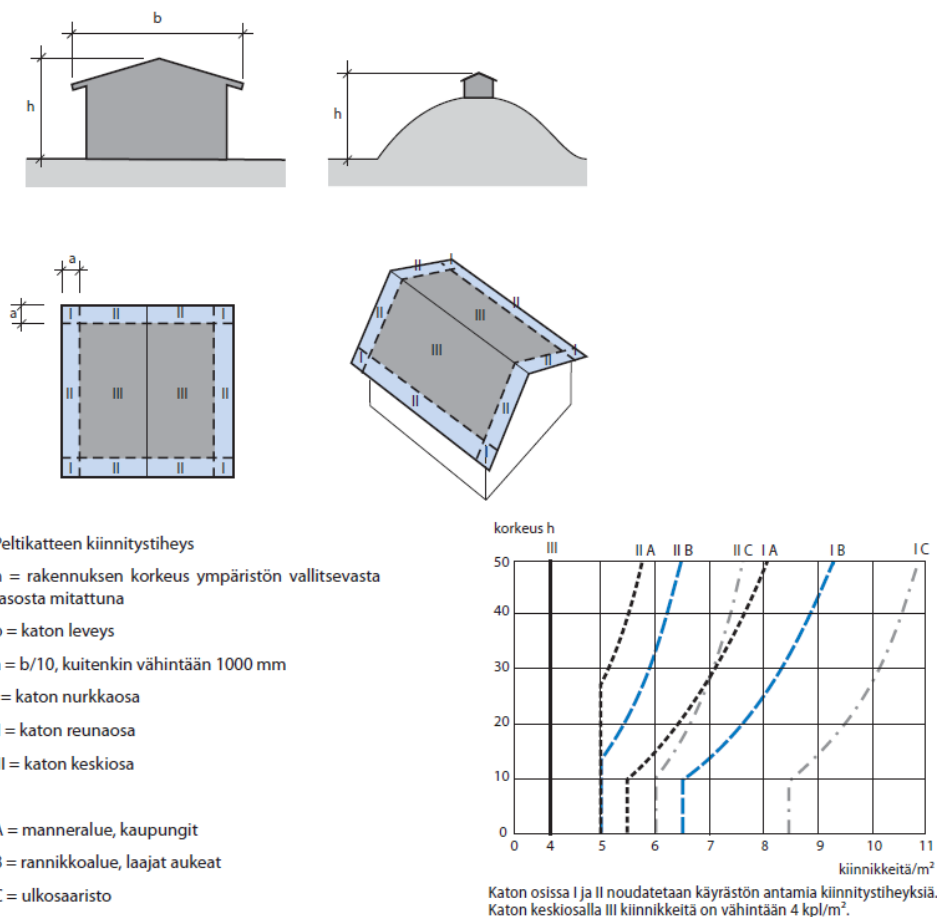 b
h
h
a
a
I
II
II
I
II
III
III
II
I
II
II
I
II
I
II
II
III
III
I
I
II
II
II
I
Peltikatteen kiinnitystiheys
h = rakennuksen korkeus ympäristön vallitsevasta
asosta mitattuna
b = katon leveys
a = b/10, kuitenkin vähintään 1000 mm
= katon nurkkaosa
I = katon reunaosa
II = katon keskiosa
A = manneralue, kaupungit
B = rannikkoalue, laajat aukeat
C = ulkosaaristo
korkeus h
III II A II B II C I A I B I C
50
40
30
20
10
0
0 4 5 6 7 8 9 10 11
kiinnikkeitä/m²
Katon osissa I ja II noudatetaan käyrästön antamia kiinnitystiheyksiä.
Katon keskiosalla III kiinnikkeitä on vähintään 4 kpl/m².